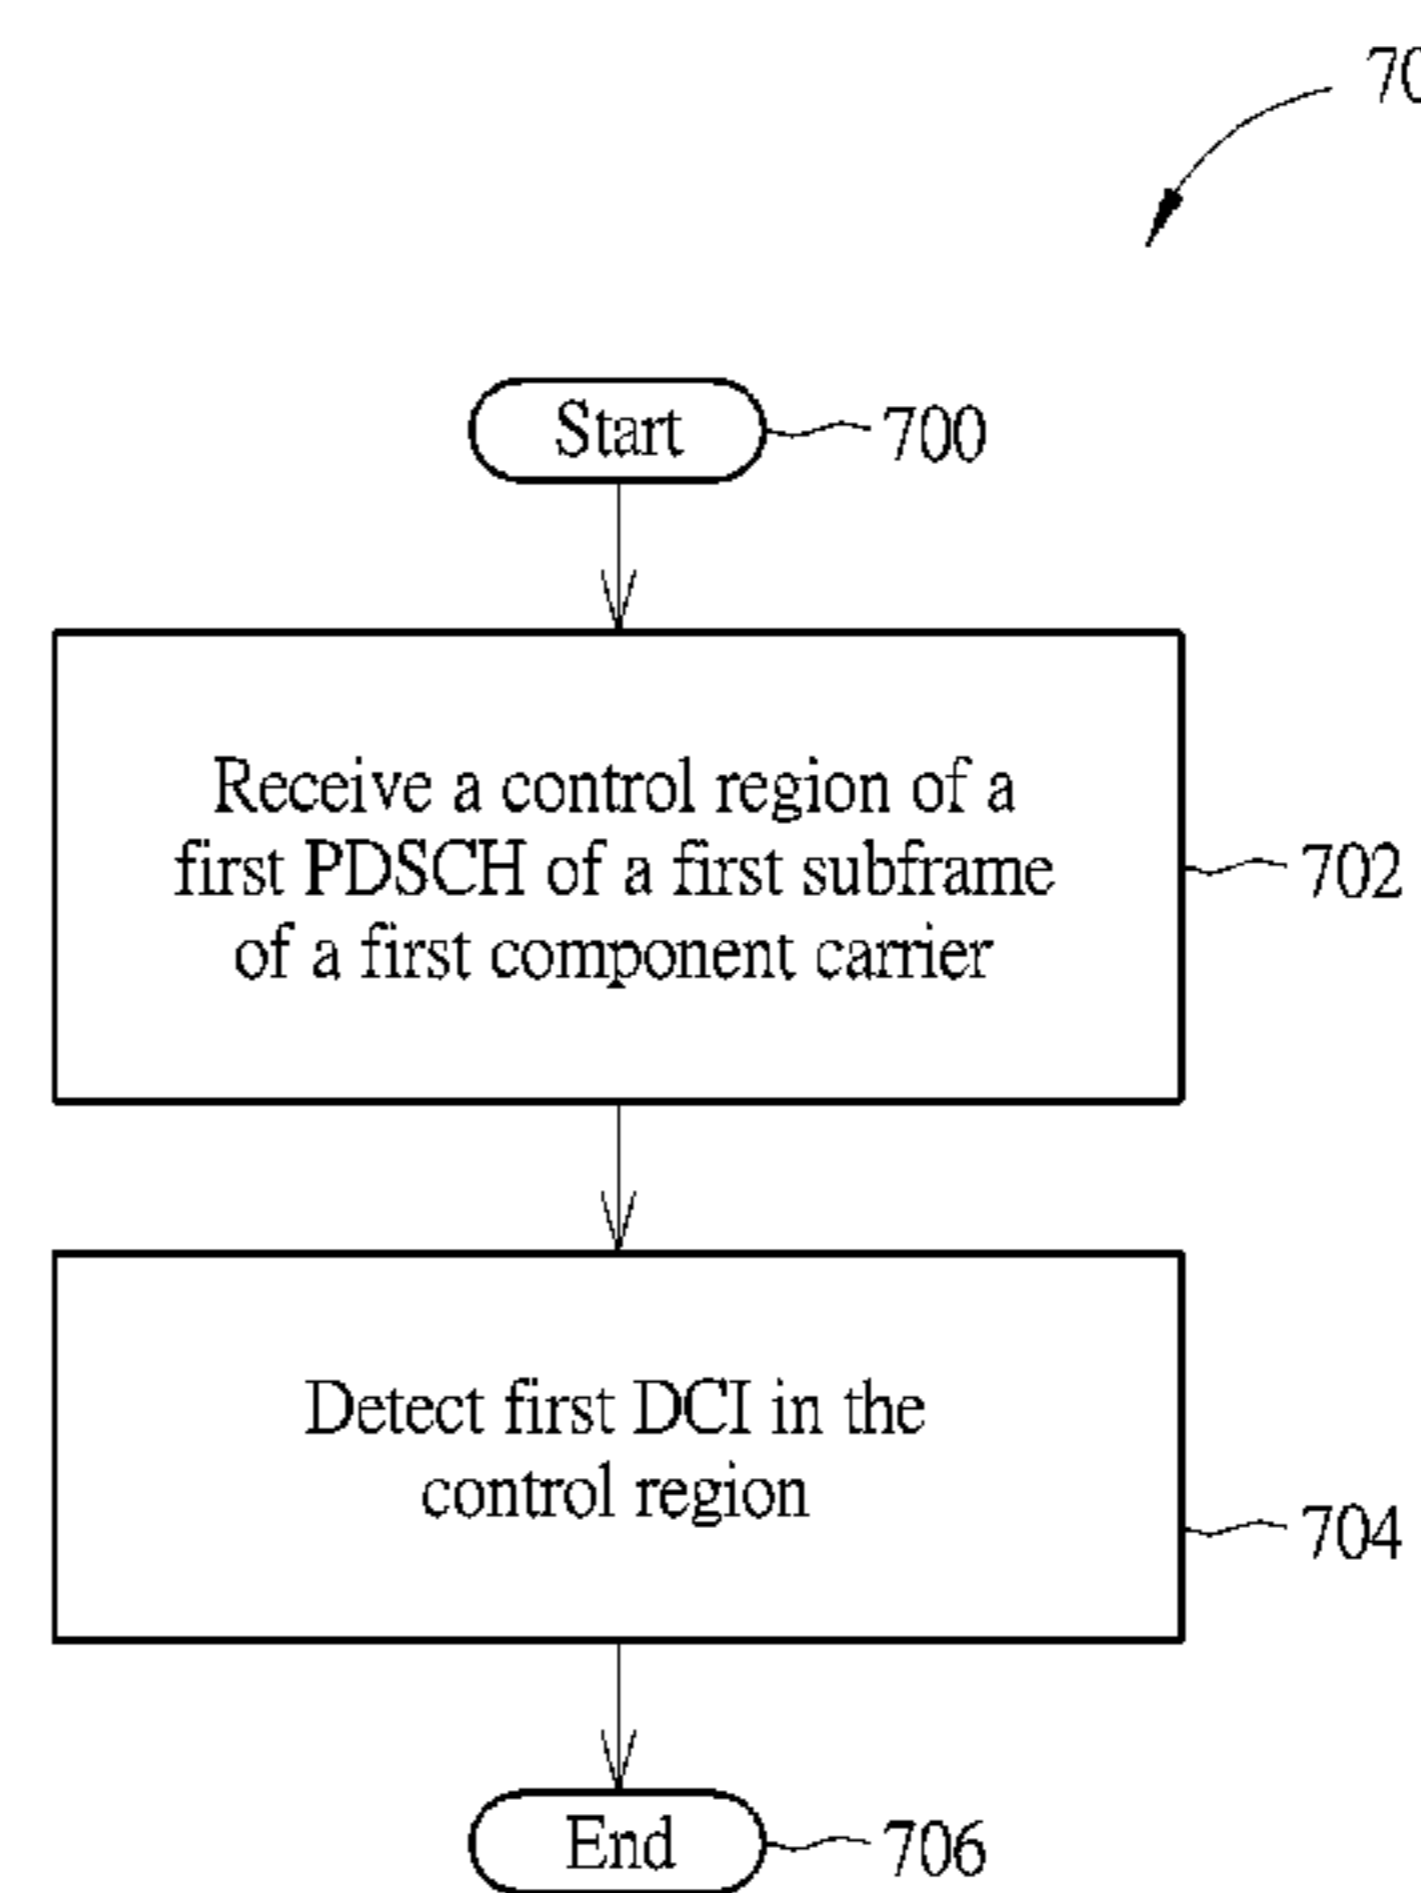 Start
700
Receive a control region of a
first PDSCH of a first subframe
of a first component carrier
702
Detect first DCI in the
control region
704
End
706